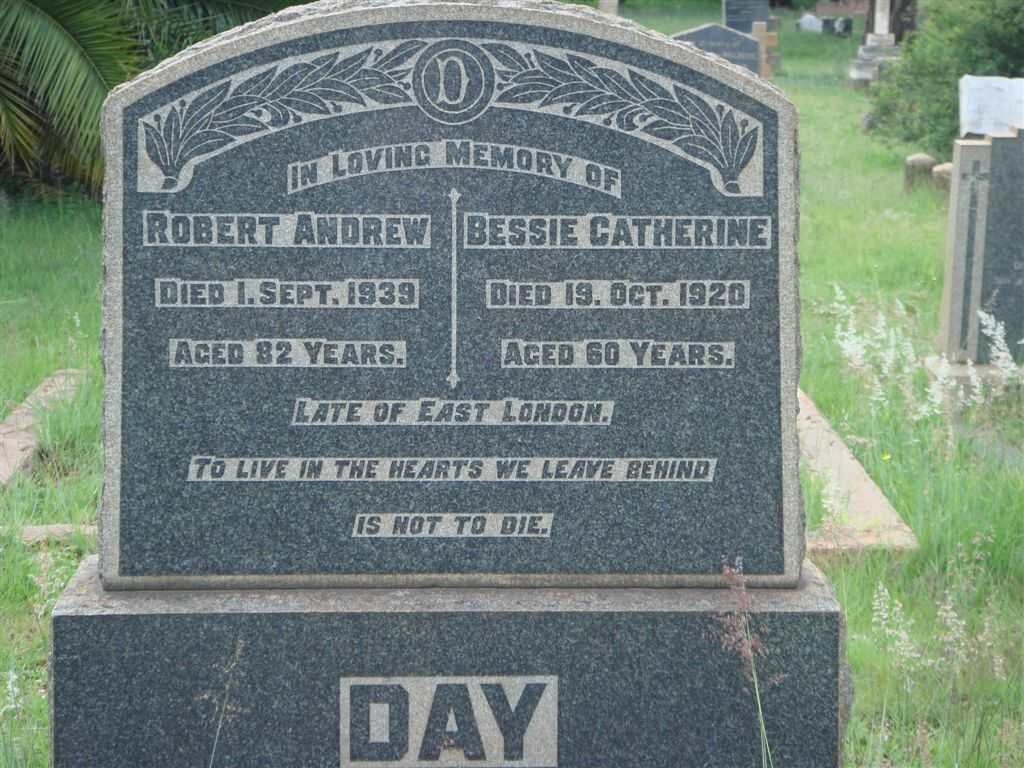 D
IN LOVING MEMORY OF
ROBERT ANDREW
DIED 1. SEPT. 1939
AGED 82 YEARS.
BESSIE CATHERINE
DIED 19. OCT. 1920
AGED 60 YEARS.
LATE OF EAST LONDON.
TO LIVE IN THE HEARTS WE LEAVE BEHIND
IS NOT TO DIE.
DAY